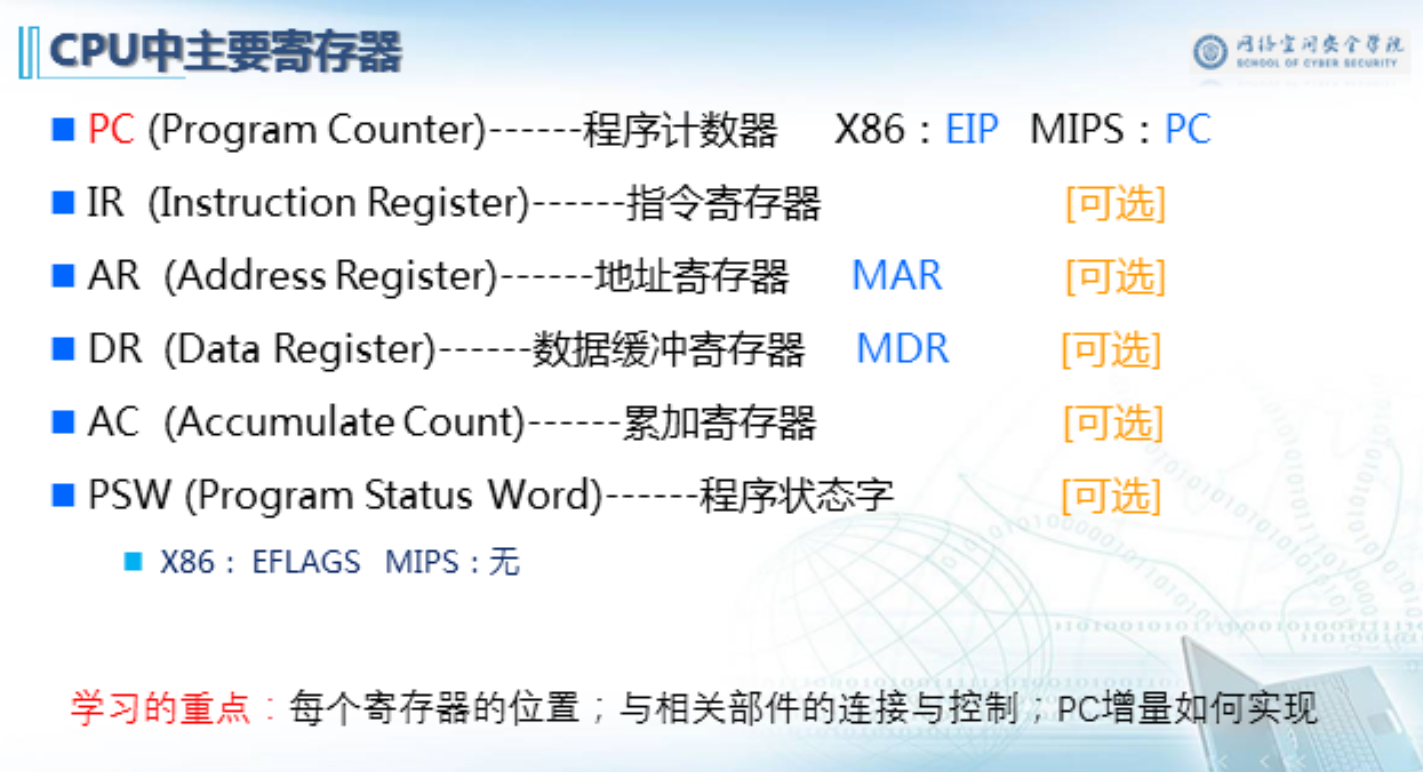 CPU中主要寄存器
网络空间安全学院
SCHOOL OF CYBER SECURITY
PC (Program Counter)------程序计数器 X86：EIP MIPS：PC
IR (Instruction Register)------指令寄存器 [可选]
AR (Address Register)------地址寄存器 MAR [可选]
DR (Data Register)------数据缓冲寄存器 MDR [可选]
AC (Accumulate Count)------累加寄存器 [可选]
PSW (Program Status Word)------程序状态字 [可选]
X86： EFLAGS MIPS：无
学习的重点：每个寄存器的位置；与相关部件的连接与控制；PC增量如何实现